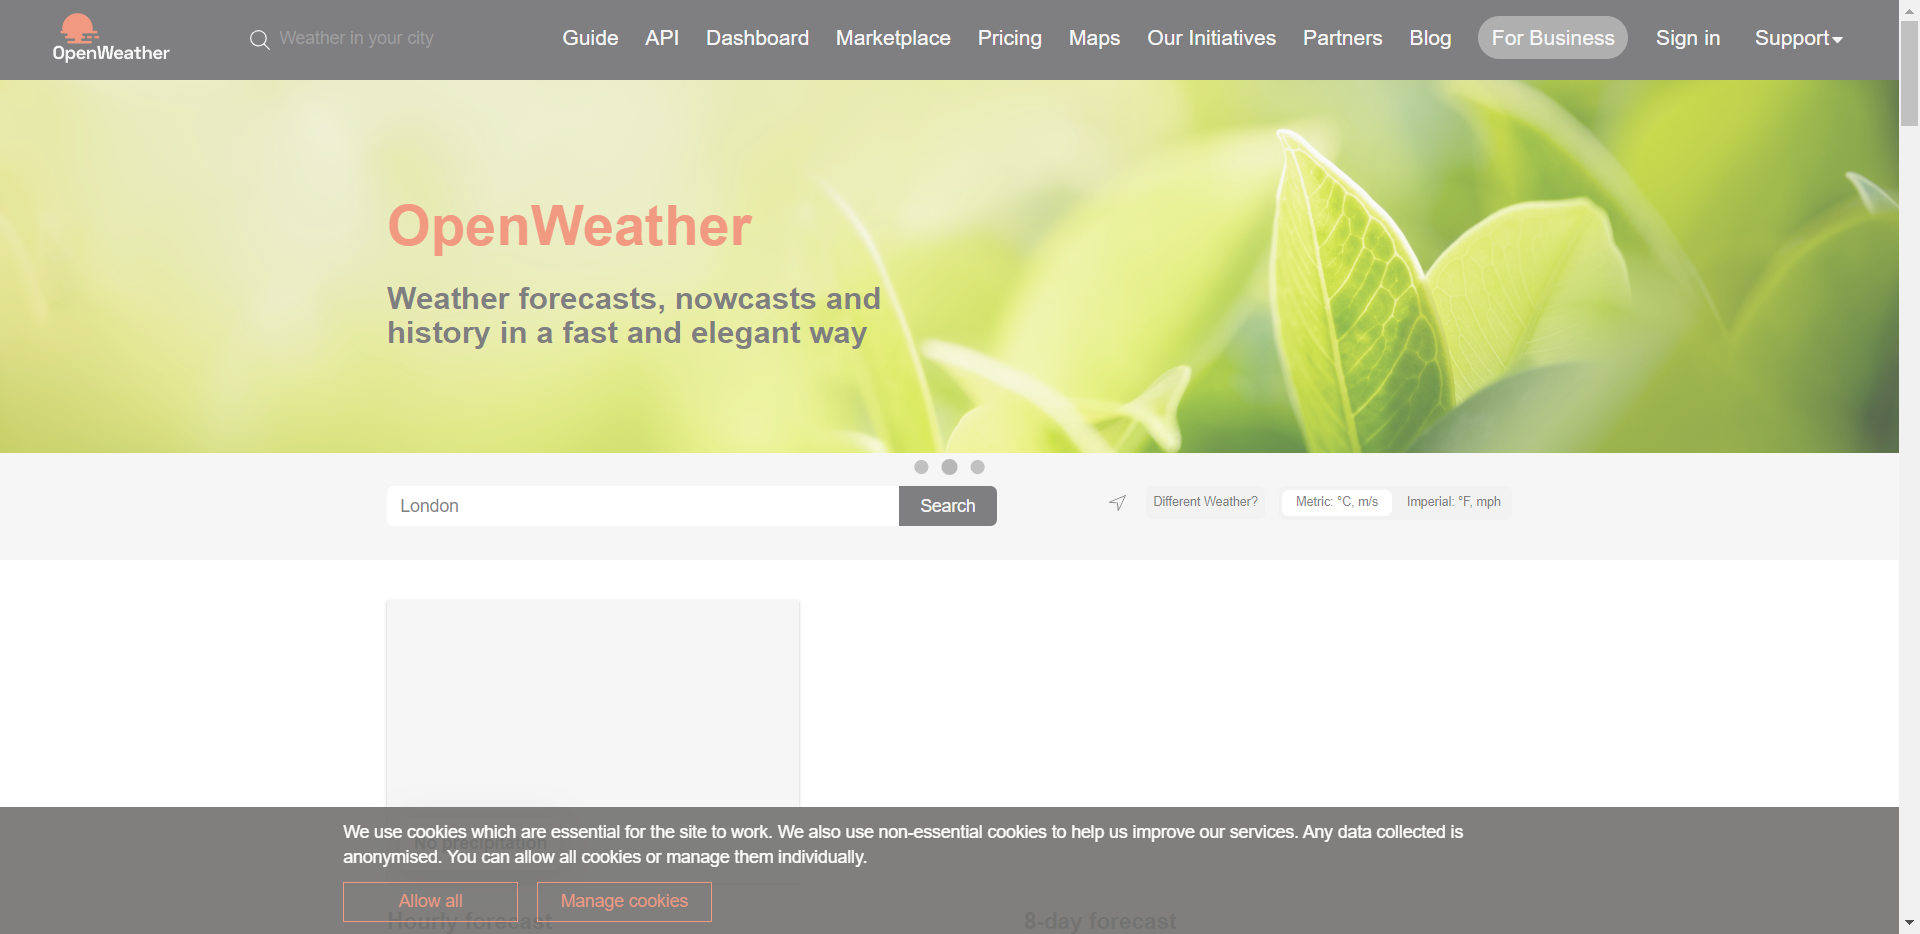 OpenWeather
Weather in your city
Guide
API
Dashboard
Marketplace
Pricing
Maps
Our Initiatives
Partners
Blog
For Business
Sign in
Support
OpenWeather
Weather forecasts, nowcasts and
history in a fast and elegant way
London
Search
Different Weather?
Metric: °C, m/s
Imperial: °F, mph
No precipitation
We use cookies which are essential for the site to work. We also use non-essential cookies to help us improve our services. Any data collected is
anonymised. You can allow all cookies or manage them individually.
Allow all
Manage cookies
Hourly forecast
8-day forecast